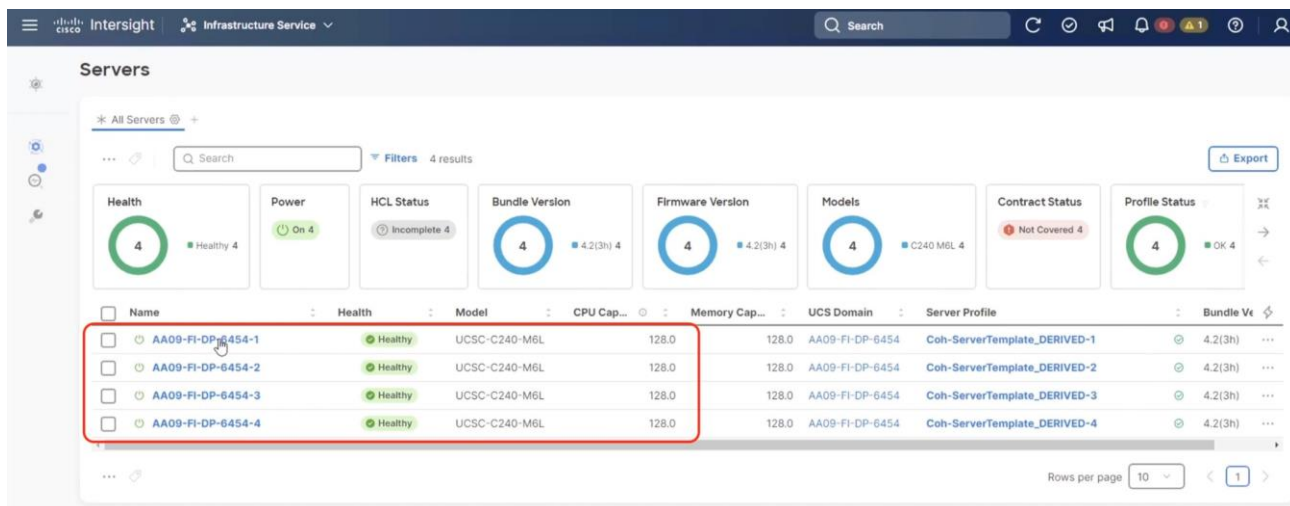 cisco Intersight Infrastructure Service Search 1
Servers
All Servers +
... Search Filters 4 results Export
Health Power HCL Status Bundle Version Firmware Version Models Contract Status Profile Status
4 Healthy 4 On 4 Incomplete 4 4 4.2(3h) 4 4 4.2(3h) 4 4 C240 M6L 4 Not Covered 4 4 OK 4
Name Health Model CPU Cap... Memory Cap... UCS Domain Server Profile Bundle Ve
AA09-FI-DP-6454-1 Healthy UCSC-C240-M6L 128.0 128.0 AA09-FI-DP-6454 Coh-ServerTemplate_DERIVED-1 4.2(3h) ...
AA09-FI-DP-6454-2 Healthy UCSC-C240-M6L 128.0 128.0 AA09-FI-DP-6454 Coh-ServerTemplate_DERIVED-2 4.2(3h) ...
AA09-FI-DP-6454-3 Healthy UCSC-C240-M6L 128.0 128.0 AA09-FI-DP-6454 Coh-ServerTemplate_DERIVED-3 4.2(3h) ...
AA09-FI-DP-6454-4 Healthy UCSC-C240-M6L 128.0 128.0 AA09-FI-DP-6454 Coh-ServerTemplate_DERIVED-4 4.2(3h) ...
... Rows per page 10 1